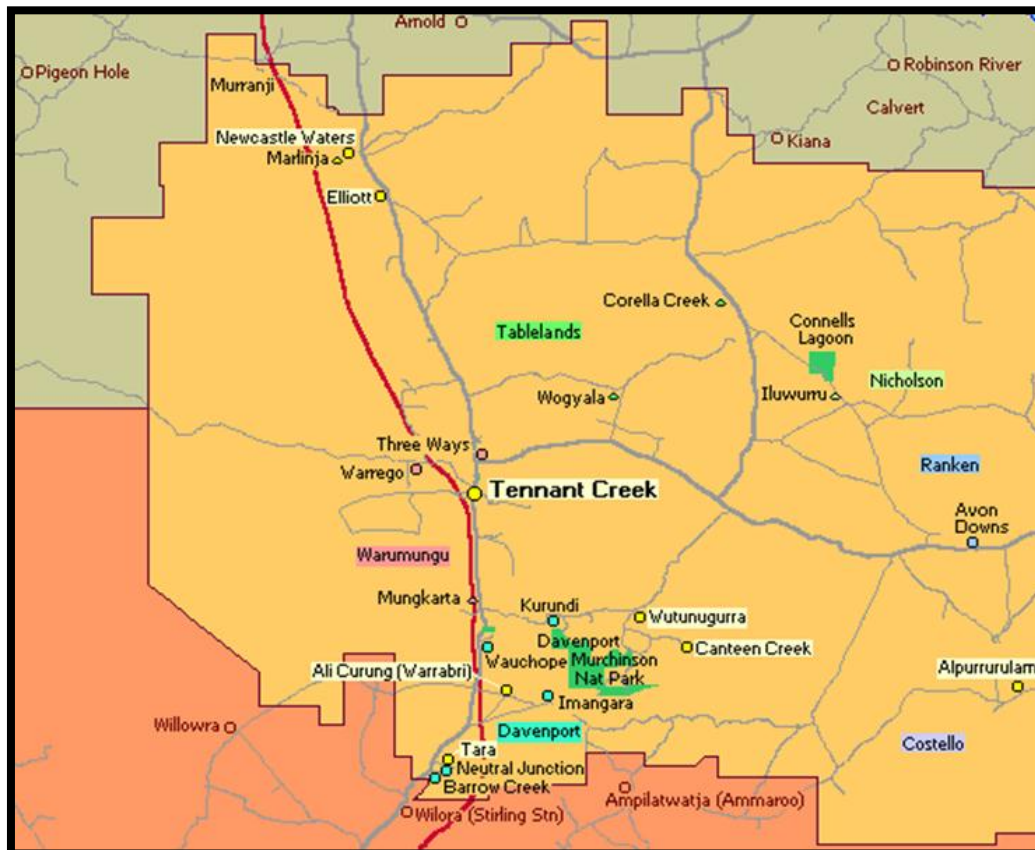 Arnold
Pigeon Hole
Robinson River
Murranji
Calvert
Newcastle Waters
Kiana
Marlinja
Elliott
Corella Creek
Connells
Lagoon
Tablelands
Nicholson
Wogyala
Iluwurru
Three Ways
Warrego
Ranken
Tennant Creek
Avon
Downs
Warumungu
Mungkarta
Kurundi
Wutunugurra
Davenport
Murchinson
Nat Park
Canteen Creek
Wauchope
Ali Curung (Warrabri)
Alpurrurulam
Imangara
Willowra
Davenport
Costello
Tara
Neutral Junction
Barrow Creek
Ampilatwatja (Ammaroo)
Wilora (Stirling Stn)